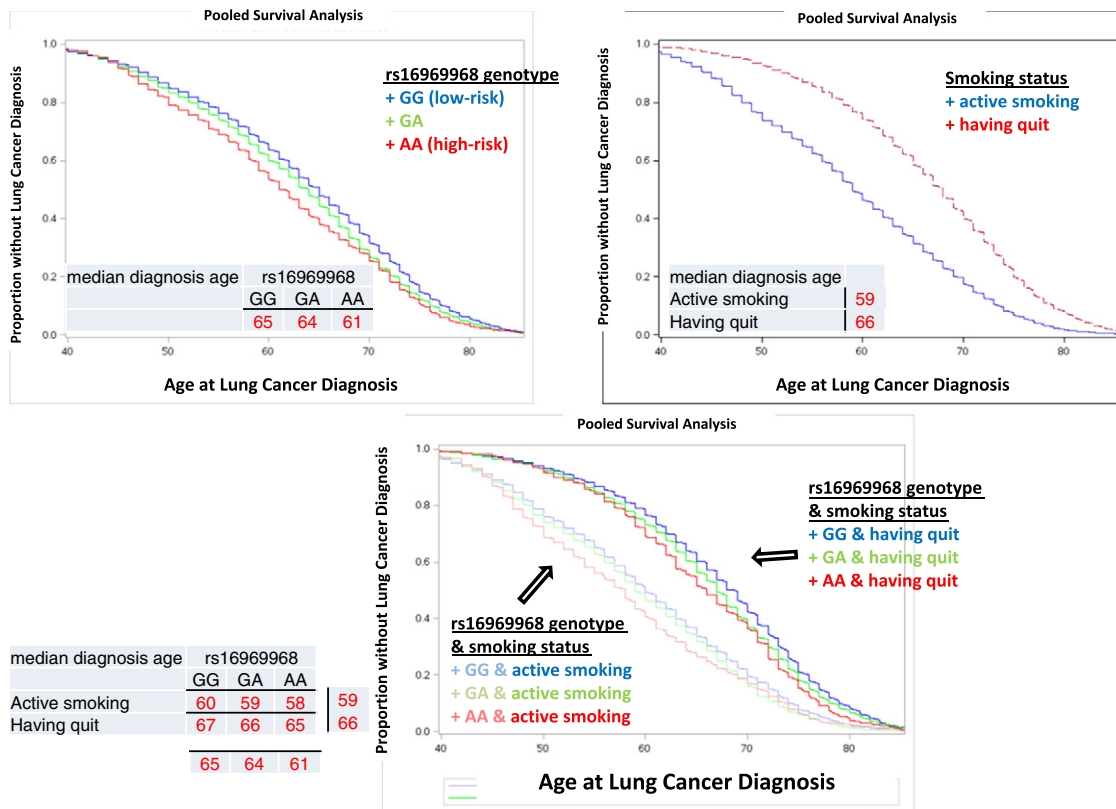 Pooled Survival Analysis
Proportion without Lung Cancer Diagnosis
1.0
0.8
0.6
0.4
0.2
0.0
rs16969968 genotype
+ GG (low-risk)
+ GA
+ AA (high-risk)
median diagnosis age rs16969968
GG GA AA
65 64 61
40 50 60 70 80
Age at Lung Cancer Diagnosis
Pooled Survival Analysis
Proportion without Lung Cancer Diagnosis
1.0
0.8
0.6
0.4
0.2
0.0
Smoking status
+ active smoking
+ having quit
median diagnosis age
Active smoking 59
Having quit 66
40 50 60 70 80
Age at Lung Cancer Diagnosis
Pooled Survival Analysis
Proportion without Lung Cancer Diagnosis
1.0
0.8
0.6
0.4
0.2
0.0
rs16969968 genotype
& smoking status
+ GG & having quit
+ GA & having quit
+ AA & having quit
rs16969968 genotype
& smoking status
+ GG & active smoking
+ GA & active smoking
+ AA & active smoking
40 50 60 70 80
Age at Lung Cancer Diagnosis
median diagnosis age rs16969968
GG GA AA
Active smoking 60 59 58 59
Having quit 67 66 65 66
65 64 61